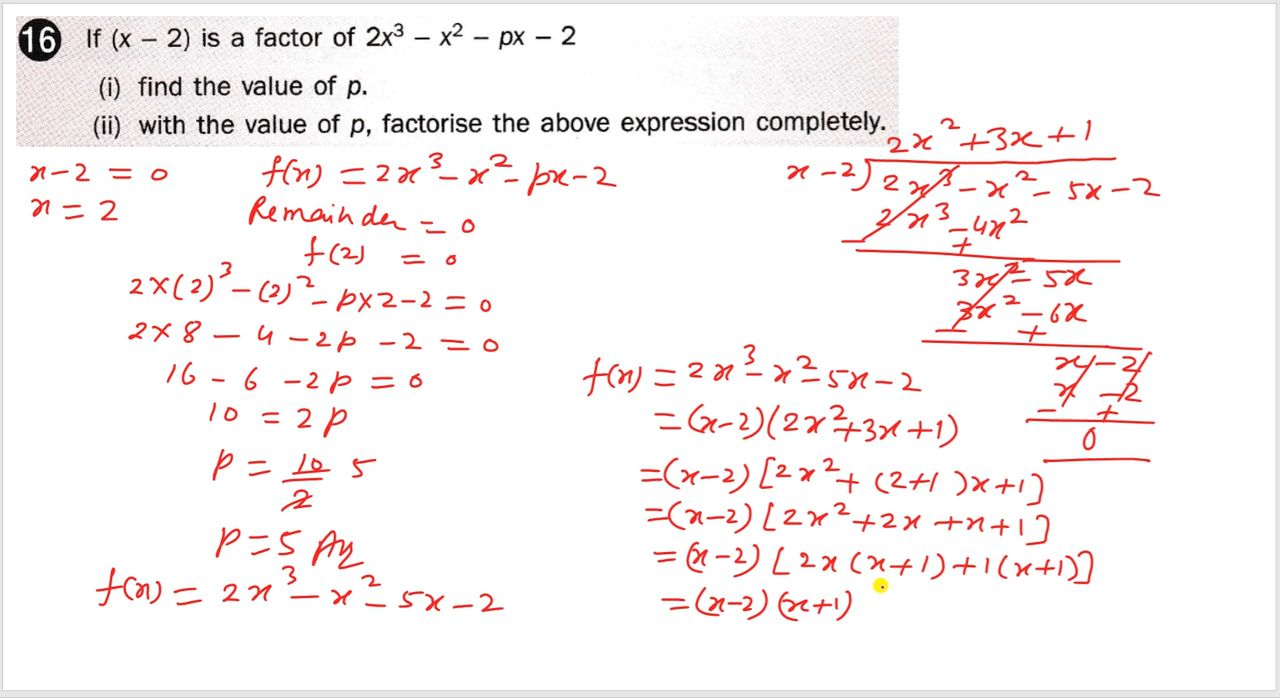 16 If (x – 2) is a factor of 2x³ – x² – px – 2
(i) find the value of p.
(ii) with the value of p, factorise the above expression completely.
x-2 = 0
x = 2
f(x) = 2x³-x²-px-2
Remainder = 0
f(2) = 0
2×(2)³-(2)²-p×2-2=0
2×8-4-2p-2=0
16-6-2p=0
10=2p
p=10/2 5
p=5 Ans
f(x)=2x³-x²-5x-2
2x²+3x+1
x-2)2x³-x²-5x-2
2x³-4x²
- +
3x²-5x
3x²-6x
- +
x-2
x-2
- +
0
f(x)=2x³-x²-5x-2
=(x-2)(2x²+3x+1)
=(x-2)[2x²+(2+1)x+1]
=(x-2)[2x²+2x+x+1]
=(x-2)[2x(x+1)+1(x+1)]
=(x-2)(x+1)